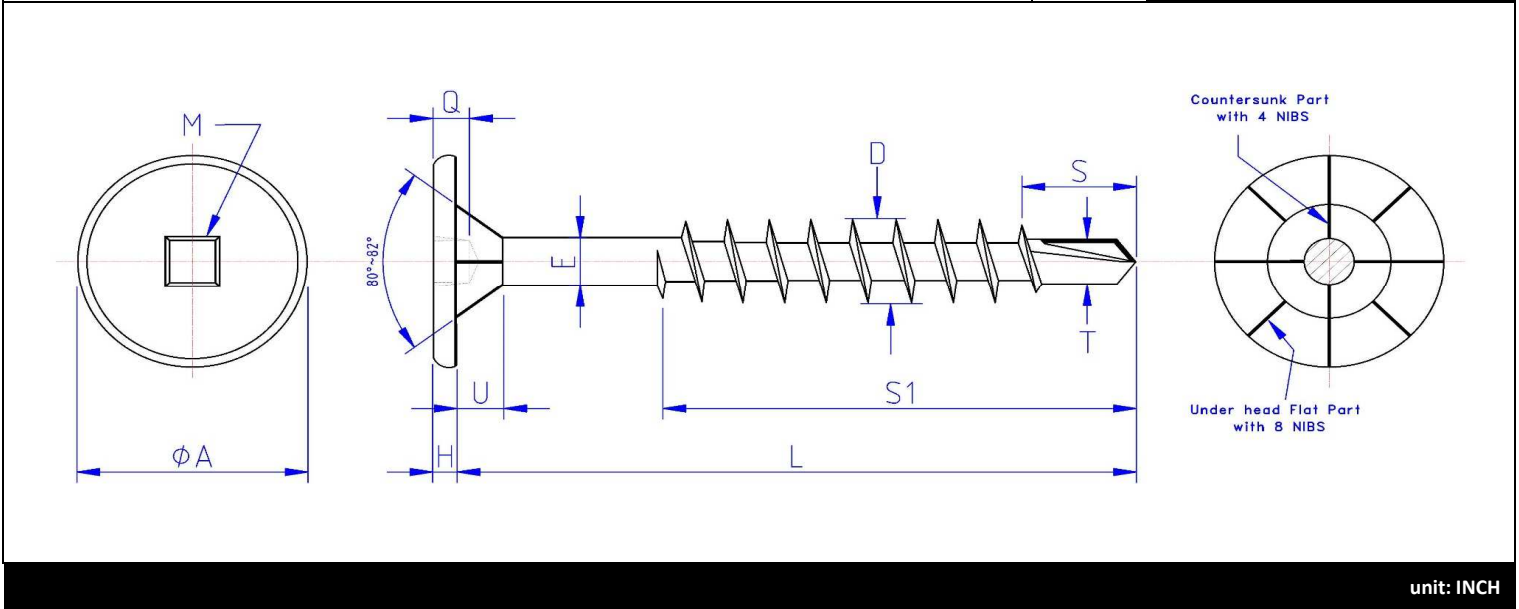 M
Q
D
S
Countersunk Part
with 4 NIBS
80°~82°
E
T
U
S1
Under head Flat Part
with 8 NIBS
ΦA
H
L
unit: INCH